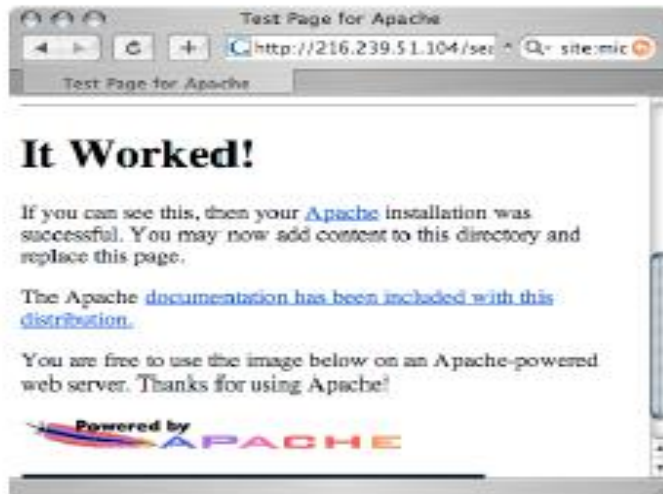 Test Page for Apache
http://216.239.51.104/sea site:mic
Test Page for Apache
It Worked!
If you can see this, then your Apache installation was
successful. You may now add content to this directory and
replace this page.
The Apache documentation has been included with this
distribution.
You are free to use the image below on an Apache-powered
web server. Thanks for using Apache!
Powered by
APACHE